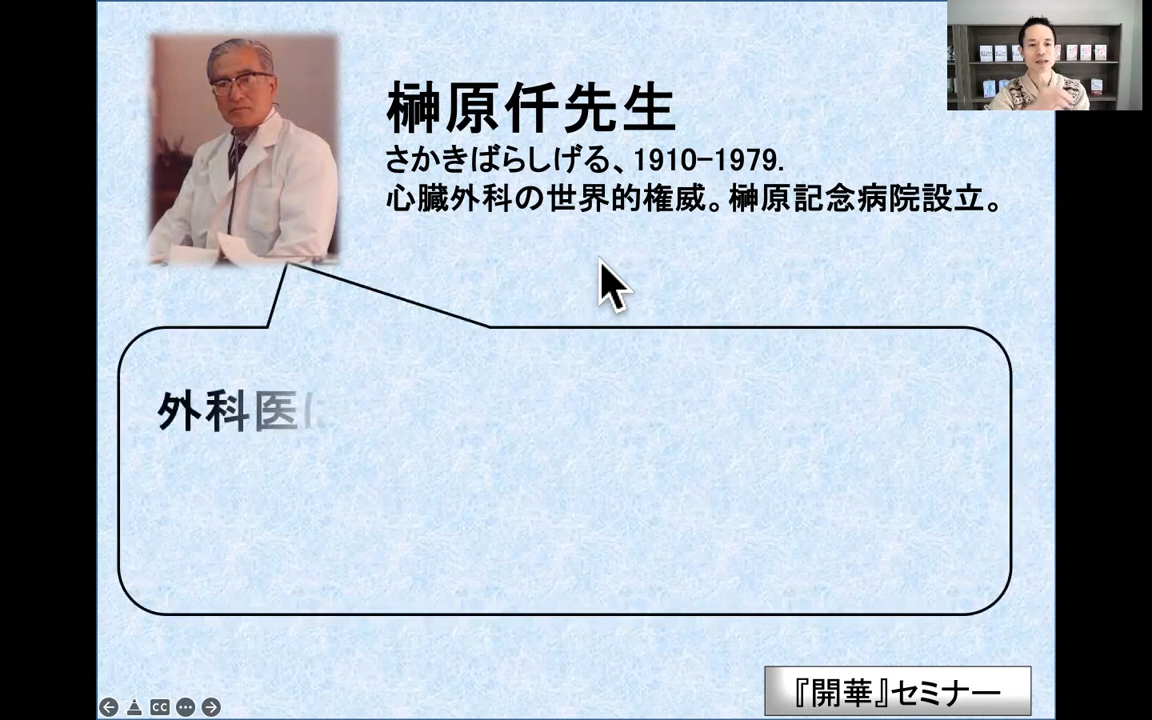 榊原仟先生
さかきばらしげる、1910-1979.
心臓外科の世界的権威。榊原記念病院設立。
外科医に
『開華』セミナー
CC